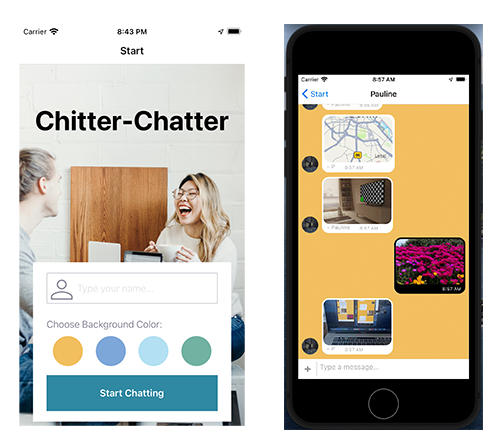 Carrier 8:43 PM
Start
Chitter-Chatter
Type your name...
Choose Background Color:
Start Chatting
Carrier 8:57 AM
Start Pauline
- P 8:57 AM
- Pauline 8:57 AM
8:57 AM
- P 8:57 AM
+ Type a message...